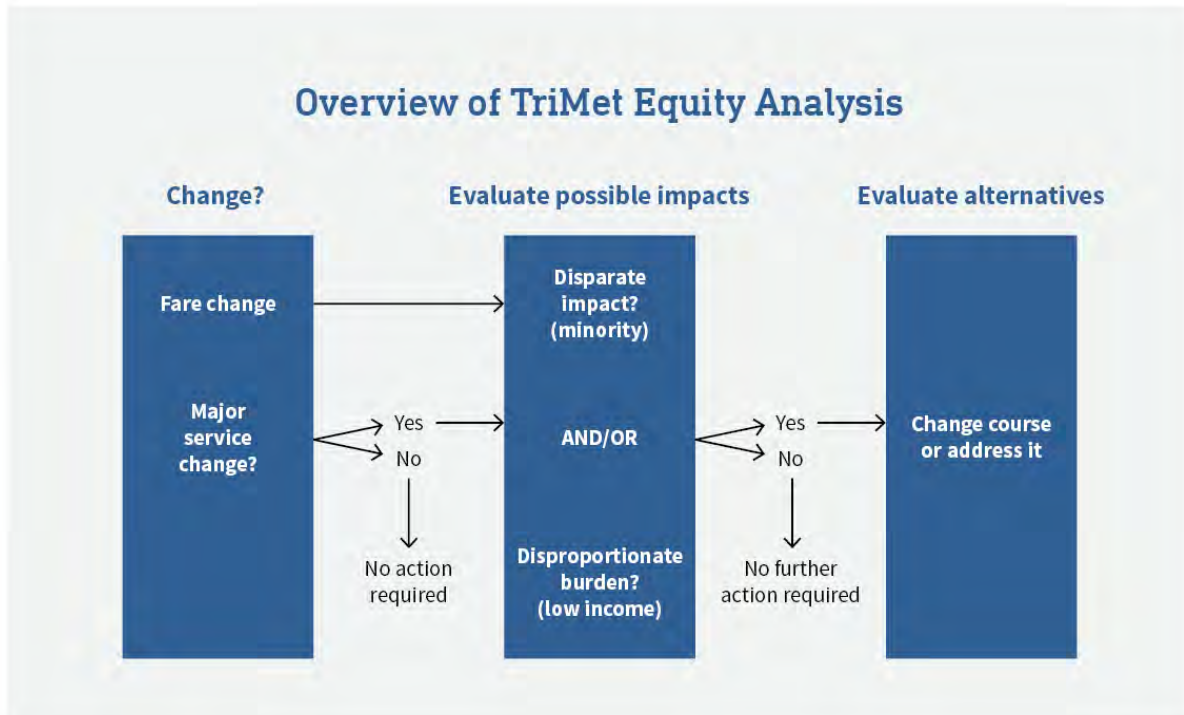 Overview of TriMet Equity Analysis
Change?
Evaluate possible impacts
Evaluate alternatives
Fare change
Major
service
change?
Yes
No
No action
required
Disparate
impact?
(minority)
AND/OR
Disproportionate
burden?
(low income)
Yes
No
No further
action required
Change course
or address it